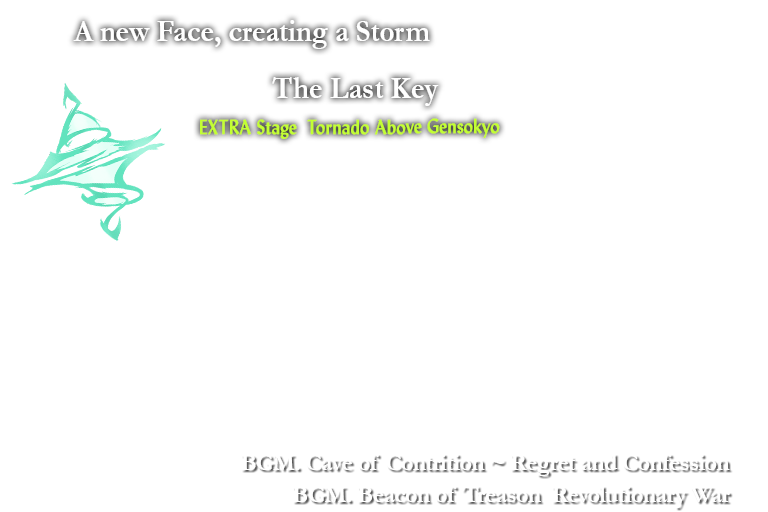 A new Face, creating a Storm
The Last Key
EXTRA Stage Tornado Above Gensokyo
BGM. Cave of Contrition ~ Regret and Confession
BGM. Beacon of Treason Revolutionary War